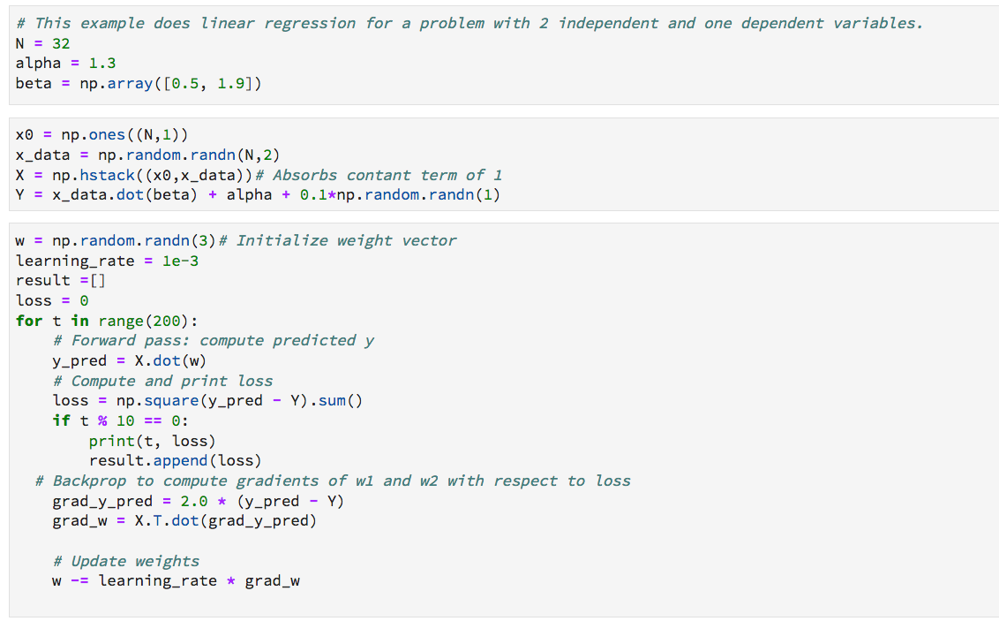 # This example does linear regression for a problem with 2 independent and one dependent variables.
N = 32
alpha = 1.3
beta = np.array([0.5, 1.9])
x0 = np.ones((N,1))
x_data = np.random.randn(N,2)
X = np.hstack((x0,x_data))# Absorbs contant term of 1
Y = x_data.dot(beta) + alpha + 0.1*np.random.randn(1)
w = np.random.randn(3)# Initialize weight vector
learning_rate = 1e-3
result =[]
loss = 0
for t in range(200):
    # Forward pass: compute predicted y
    y_pred = X.dot(w)
    # Compute and print loss
    loss = np.square(y_pred - Y).sum()
    if t % 10 == 0:
        print(t, loss)
        result.append(loss)
  # Backprop to compute gradients of w1 and w2 with respect to loss
    grad_y_pred = 2.0 * (y_pred - Y)
    grad_w = X.T.dot(grad_y_pred)
    # Update weights
    w -= learning_rate * grad_w